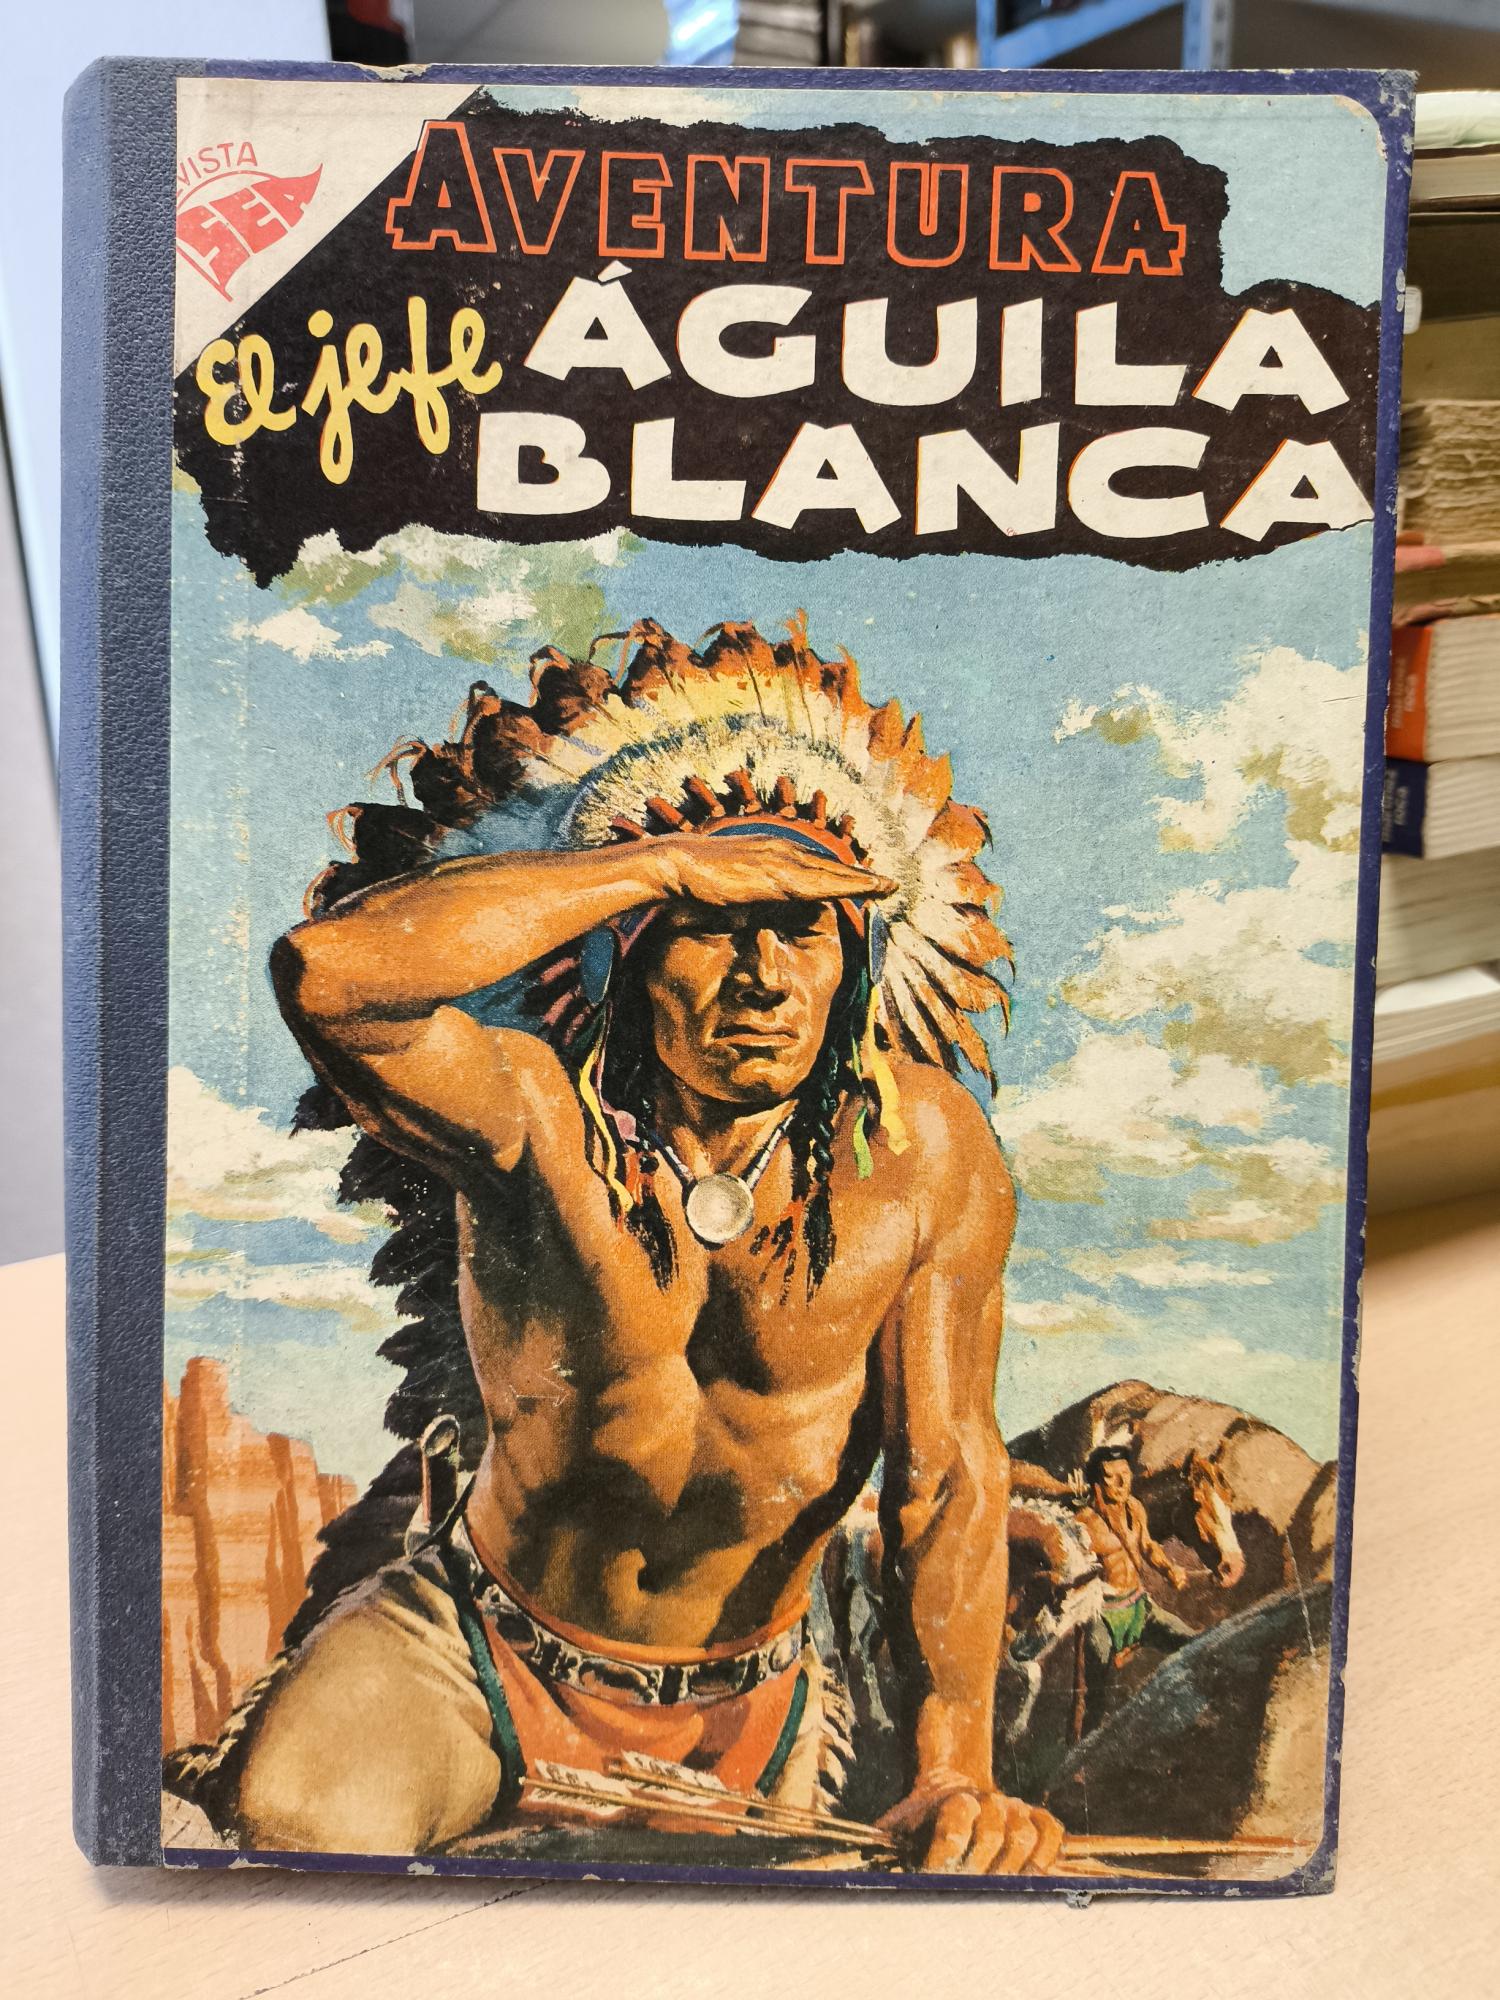 VISTA
SEA
AVENTURA
El jefe ÁGUILA
BLANCA